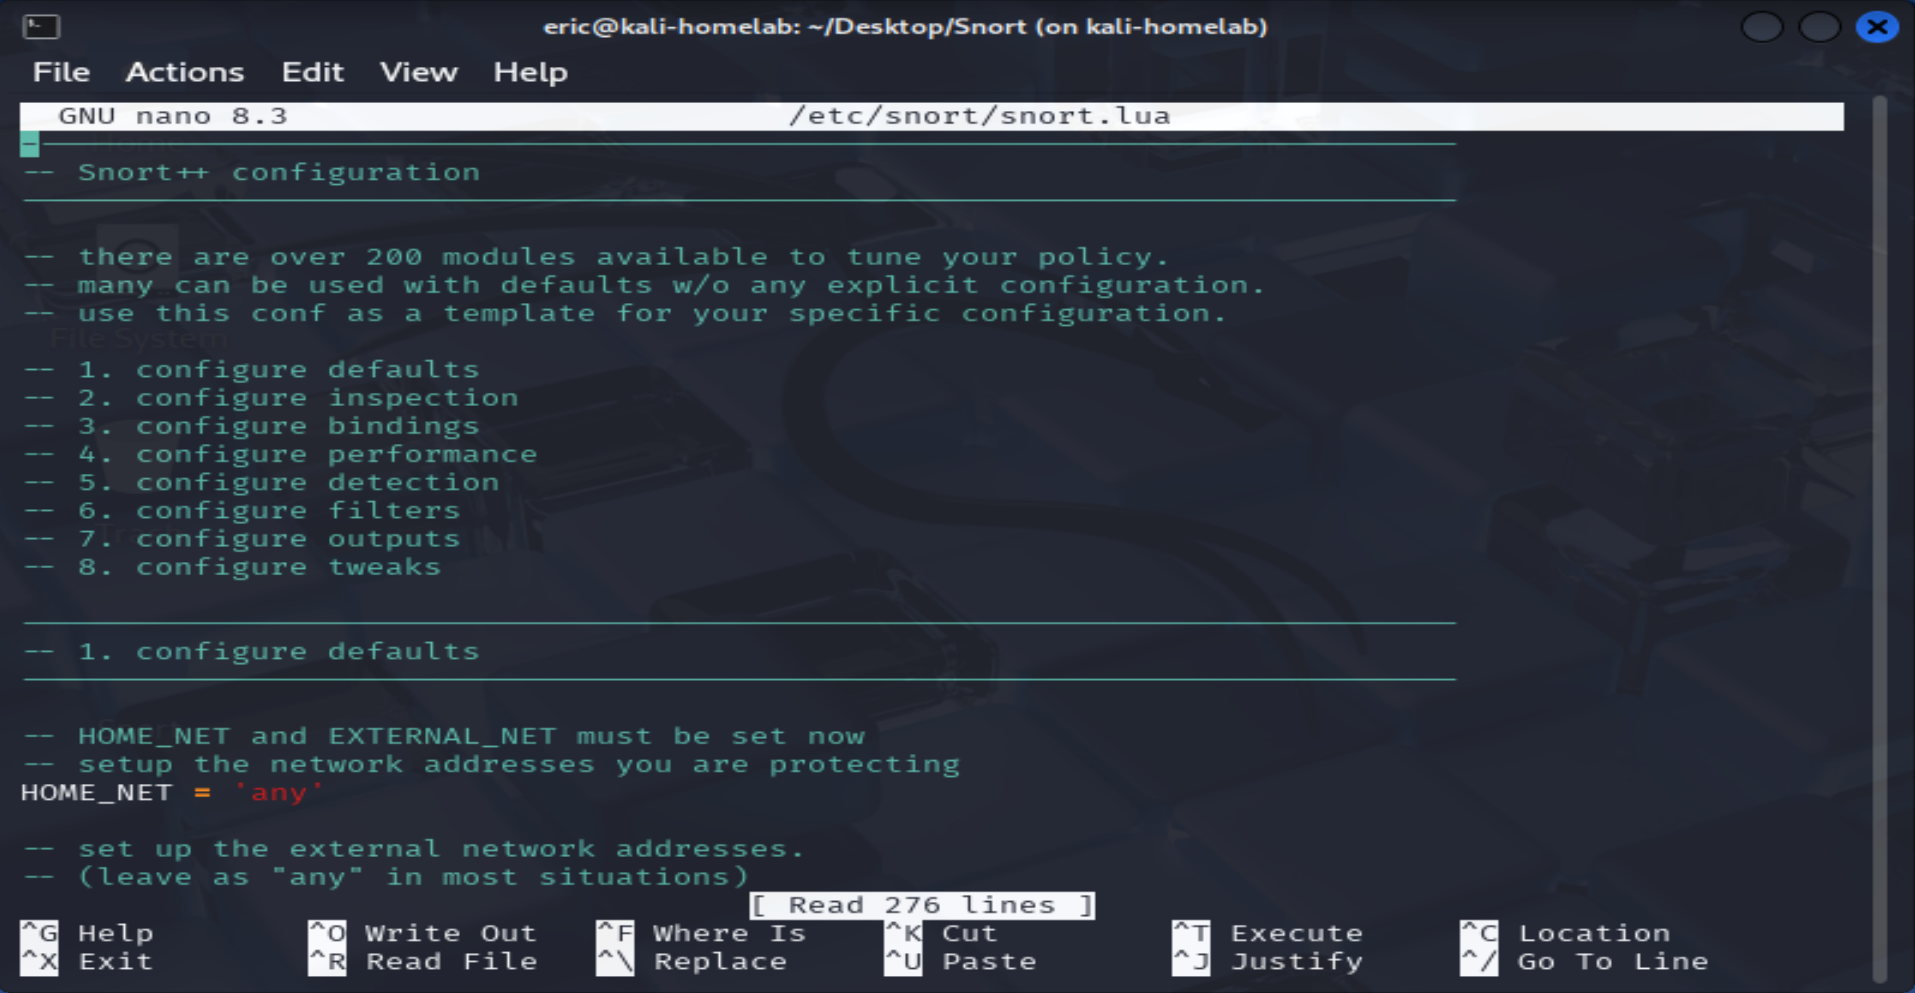 eric@kali-homelab: ~/Desktop/Snort (on kali-homelab)
File Actions Edit View Help
GNU nano 8.3 /etc/snort/snort.lua
-- Snort++ configuration
-- there are over 200 modules available to tune your policy.
-- many can be used with defaults w/o any explicit configuration.
-- use this conf as a template for your specific configuration.
File System
-- 1. configure defaults
-- 2. configure inspection
-- 3. configure bindings
-- 4. configure performance
-- 5. configure detection
-- 6. configure filters
-- 7. configure outputs
-- 8. configure tweaks
-- 1. configure defaults
-- HOME_NET and EXTERNAL_NET must be set now
-- setup the network addresses you are protecting
HOME_NET = 'any'
-- set up the external network addresses.
-- (leave as "any" in most situations)
[ Read 276 lines ]
^G Help ^O Write Out ^F Where Is ^K Cut ^T Execute ^C Location
^X Exit ^R Read File ^\ Replace ^U Paste ^J Justify ^/ Go To Line